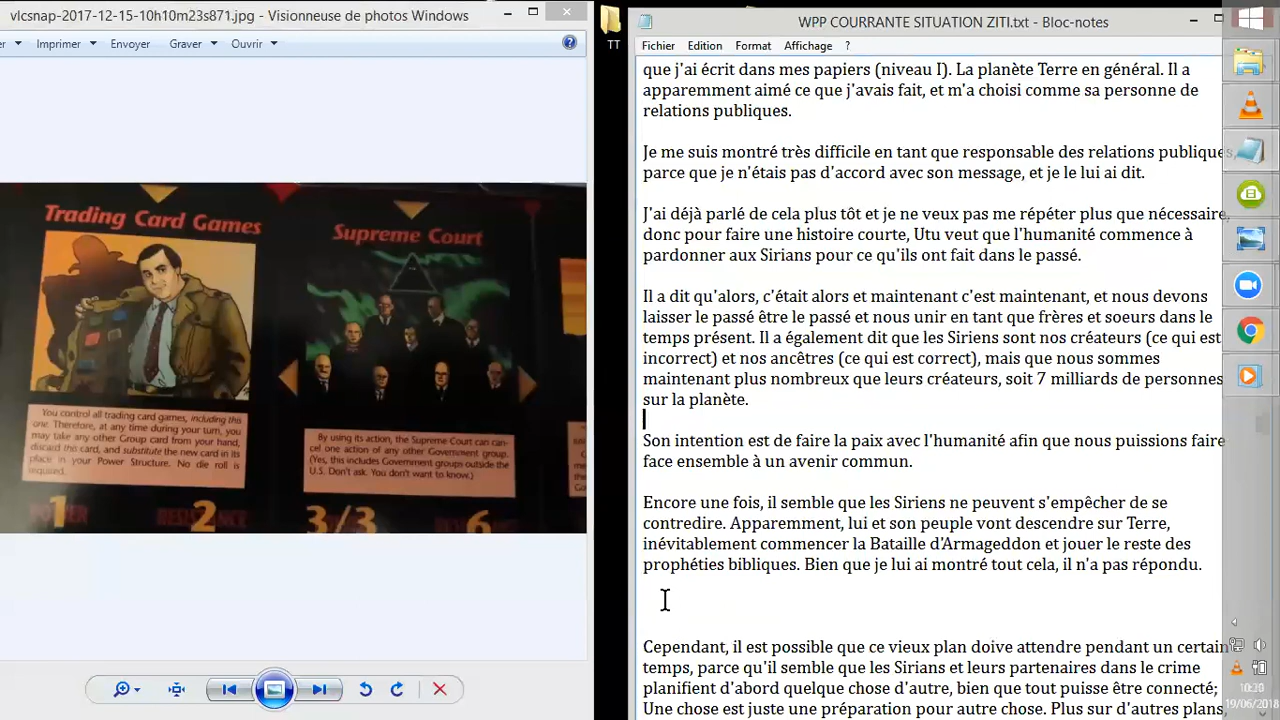 vlcsnap-2017-12-15-10h10m23s871.jpg - Visionneuse de photos Windows
Imprimer Envoyer Graver Ouvrir
Trading Card Games
You control all trading card games, including this
one. Therefore, at any time during your turn, you
may take any other Group card from your hand,
discard this card, and substitute the new card in its
place in your Power Structure. No die roll is
required.
1
2
Supreme Court
By using its action, the Supreme Court can can-
cel one action of any other Government group.
(Yes, this includes Government groups outside the
U.S. Don't ask. You don't want to know.)
3/3
6
TT
WPP COURRANTE SITUATION ZITI.txt - Bloc-notes
Fichier Edition Format Affichage ?
que j'ai écrit dans mes papiers (niveau I). La planète Terre en général. Il a
apparemment aimé ce que j'avais fait, et m'a choisi comme sa personne de
relations publiques.
Je me suis montré très difficile en tant que responsable des relations publiques,
parce que je n'étais pas d'accord avec son message, et je le lui ai dit.
J'ai déjà parlé de cela plus tôt et je ne veux pas me répéter plus que nécessaire,
donc pour faire une histoire courte, Utu veut que l'humanité commence à
pardonner aux Sirians pour ce qu'ils ont fait dans le passé.
Il a dit qu'alors, c'était alors et maintenant c'est maintenant, et nous devons
laisser le passé être le passé et nous unir en tant que frères et soeurs dans le
temps présent. Il a également dit que les Siriens sont nos créateurs (ce qui est
incorrect) et nos ancêtres (ce qui est correct), mais que nous sommes
maintenant plus nombreux que leurs créateurs, soit 7 milliards de personnes
sur la planète.
Son intention est de faire la paix avec l'humanité afin que nous puissions faire
face ensemble à un avenir commun.
Encore une fois, il semble que les Siriens ne peuvent s'empêcher de se
contredire. Apparemment, lui et son peuple vont descendre sur Terre,
inévitablement commencer la Bataille d'Armageddon et jouer le reste des
prophéties bibliques. Bien que je lui ai montré tout cela, il n'a pas répondu.
Cependant, il est possible que ce vieux plan doive attendre pendant un certain
temps, parce qu'il semble que les Sirians et leurs partenaires dans le crime
planifient d'abord quelque chose d'autre, bien que tout puisse être connecté;
Une chose est juste une préparation pour autre chose. Plus sur d'autres plans,
10:20
19/06/2018